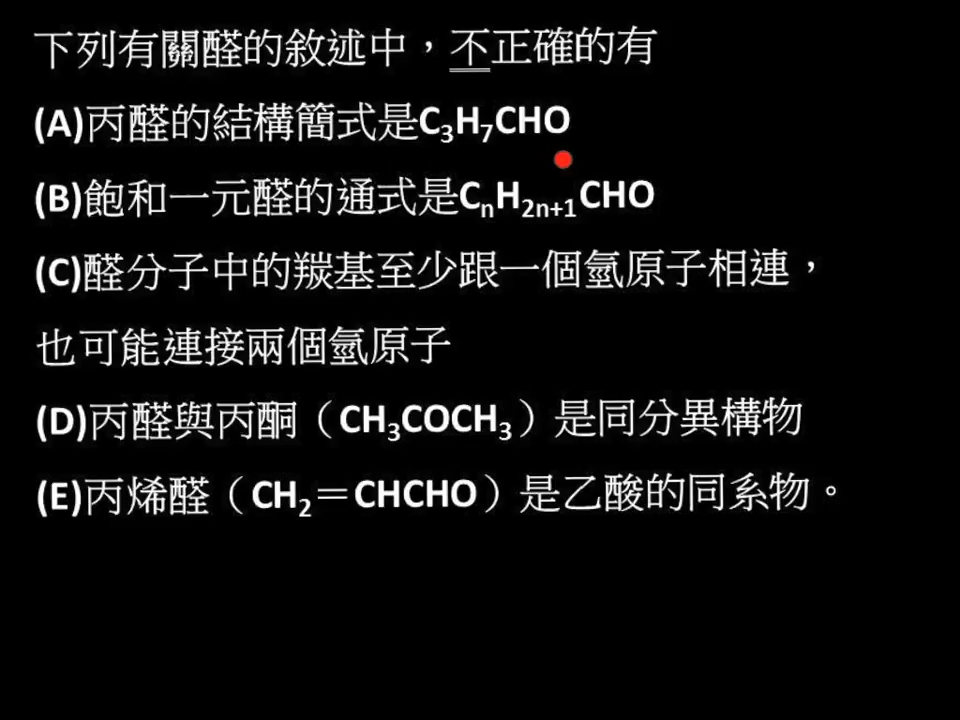 下列有關醛的敘述中，不正確的有
(A)丙醛的結構簡式是C₃H₇CHO
(B)飽和一元醛的通式是CₙH₂ₙ₊₁CHO
(C)醛分子中的羰基至少跟一個氫原子相連，
也可能連接兩個氫原子
(D)丙醛與丙酮（CH₃COCH₃）是同分異構物
(E)丙烯醛（CH₂＝CHCHO）是乙酸的同系物。